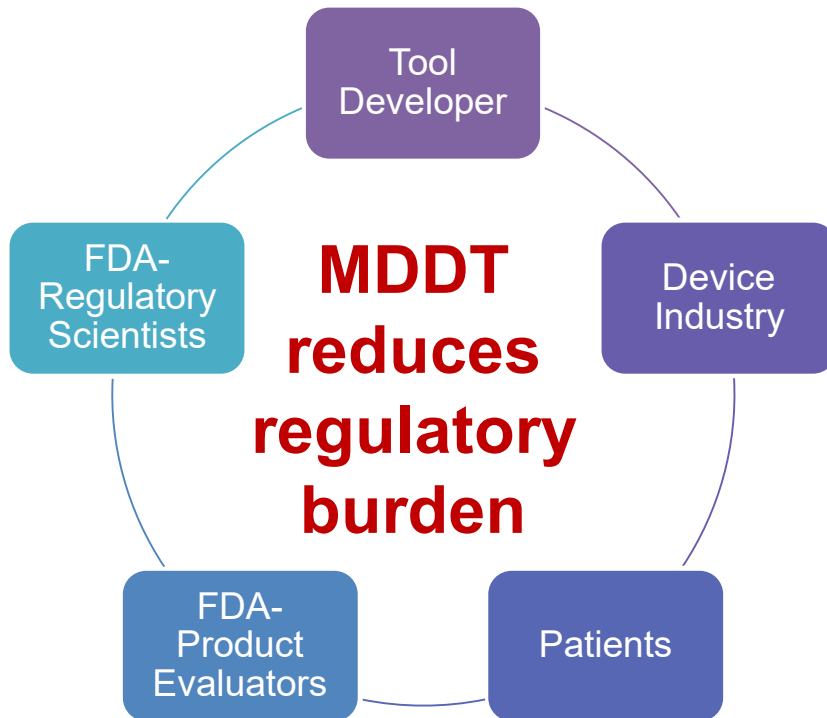 Tool
Developer
FDA-
Regulatory
Scientists
MDDT
reduces
regulatory
burden
Device
Industry
FDA-
Product
Evaluators
Patients